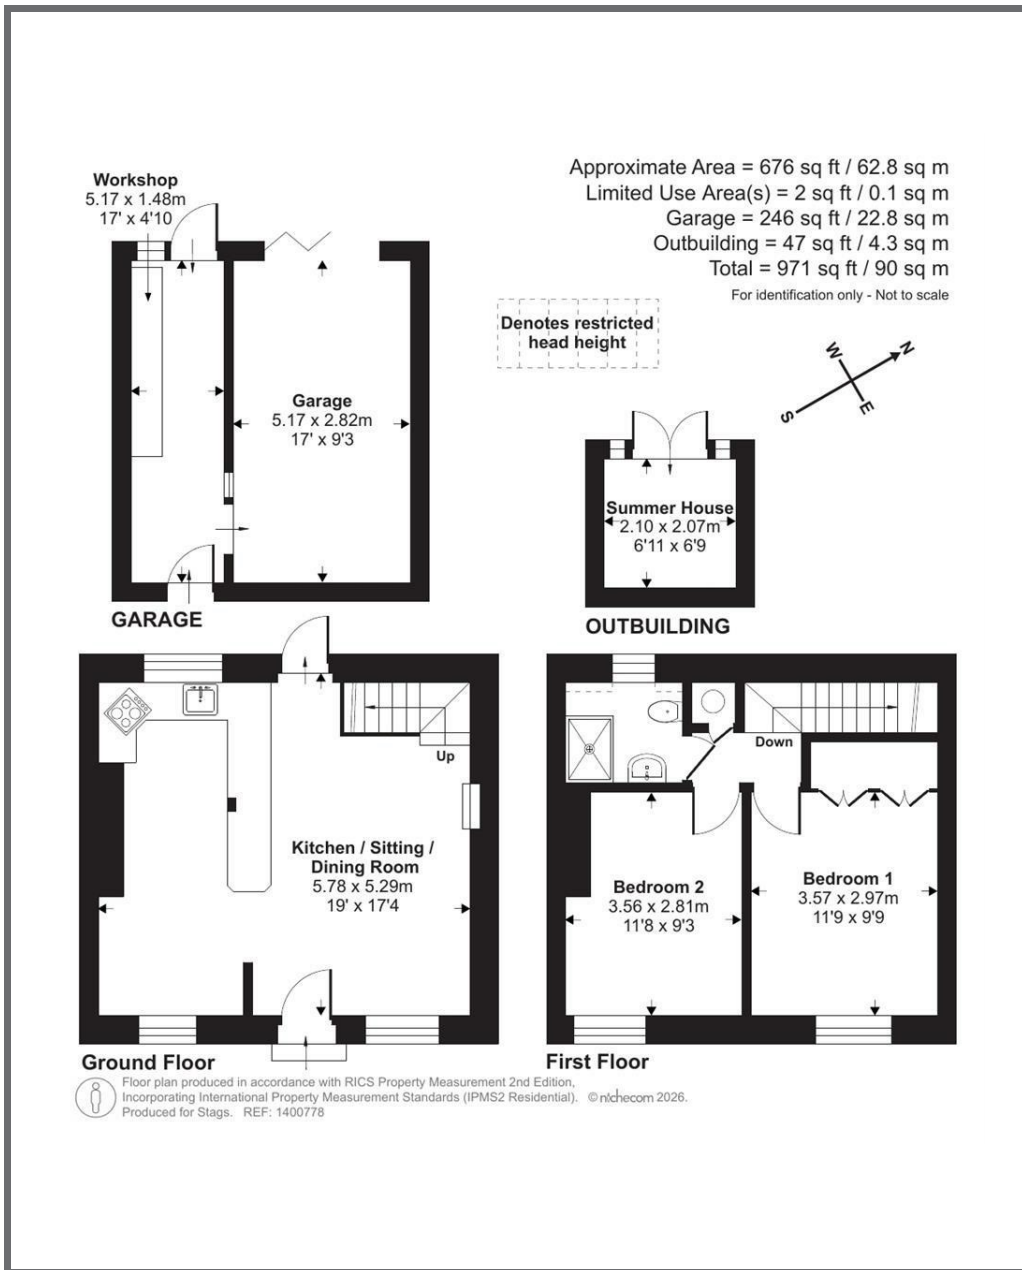 Approximate Area = 676 sq ft / 62.8 sq m
Limited Use Area(s) = 2 sq ft / 0.1 sq m
Garage = 246 sq ft / 22.8 sq m
Outbuilding = 47 sq ft / 4.3 sq m
Total = 971 sq ft / 90 sq m
For identification only - Not to scale
Workshop
5.17 x 1.48m
17' x 4'10
Denotes restricted
head height
W
N
S
E
Garage
5.17 x 2.82m
17' x 9'3
Summer House
2.10 x 2.07m
6'11 x 6'9
GARAGE
OUTBUILDING
Up
Kitchen / Sitting /
Dining Room
5.78 x 5.29m
19' x 17'4
Down
Bedroom 2
3.56 x 2.81m
11'8 x 9'3
Bedroom 1
3.57 x 2.97m
11'9 x 9'9
Ground Floor
First Floor
Floor plan produced in accordance with RICS Property Measurement 2nd Edition,
Incorporating International Property Measurement Standards (IPMS2 Residential). © nichecom 2026.
Produced for Stags. REF: 1400778